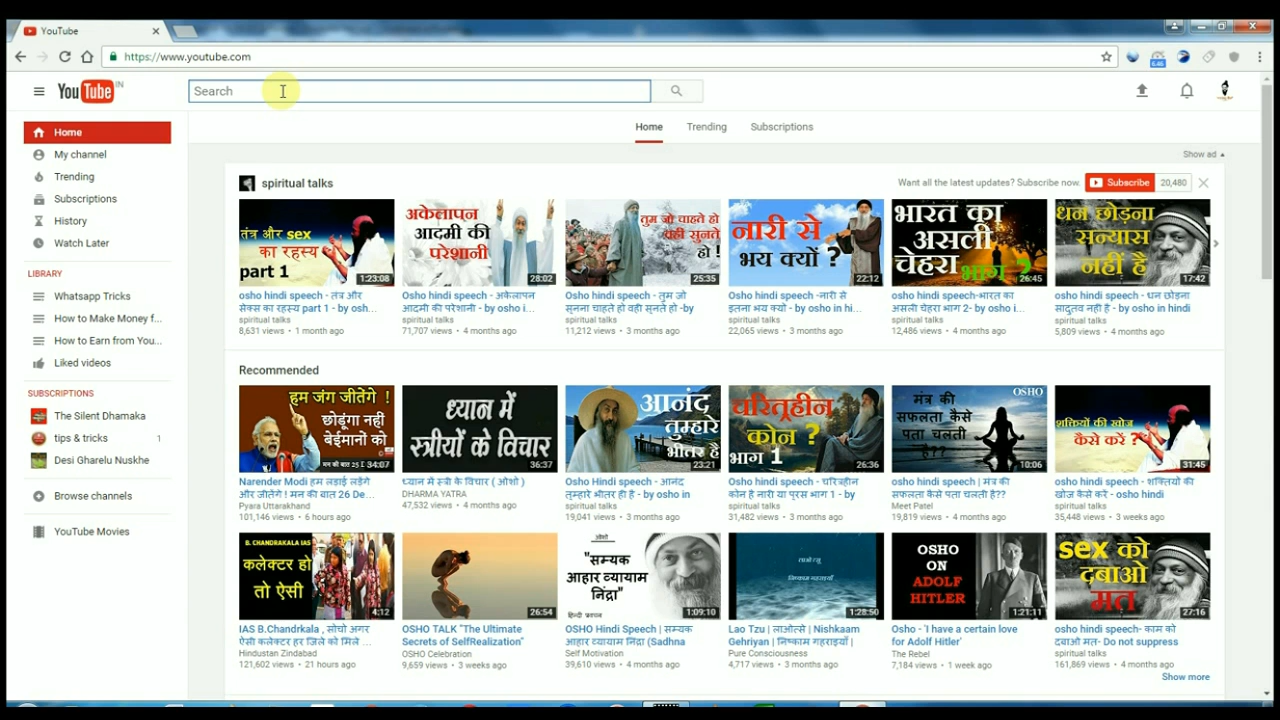 YouTube
https://www.youtube.com
YouTube IN
Search
Home
My channel
Trending
Subscriptions
History
Watch Later
LIBRARY
Whatsapp Tricks
How to Make Money f...
How to Earn from You...
Liked videos
SUBSCRIPTIONS
The Silent Dhamaka
tips & tricks 1
Desi Gharelu Nuskhe
Browse channels
YouTube Movies
Home Trending Subscriptions
Show ad
spiritual talks
Want all the latest updates? Subscribe now. Subscribe 20,480
तंत्र और sex
का रहस्य
part 1
1:23:08
osho hindi speech - तंत्र और
सेक्स का रहस्य part 1 - by osh...
spiritual talks
8,631 views • 1 month ago
अकेलापन
आदमी की
परेशानी
28:02
osho hindi speech - अकेलापन
आदमी की परेशानी - by osho i...
spiritual talks
71,707 views • 4 months ago
तुम जो चाहते हो
वही सुनते
हो !
25:35
Osho hindi speech - तुम जो
सुनना चाहते हो वही सुनते हो -by
spiritual talks
11,212 views • 3 months ago
नारी से
भय क्यों ?
22:12
osho hindi speech -नारी से
इतना भय क्यों - by osho in hi...
spiritual talks
22,065 views • 3 months ago
भारत का
असली
चेहरा भाग ?
26:45
osho hindi speech-भारत का
असली चेहरा भाग 2- by osho i...
spiritual talks
12,486 views • 4 months ago
धन छोड़ना
सन्यास
नहीं है
17:42
osho hindi speech - धन छोड़ना
साधुतव नहीं है - by osho in hindi
spiritual talks
5,809 views • 4 months ago
Recommended
हम जंग जीतेंगे !
छोडूंगा नहीं
बेईमानों को
34:07
Narender Modi हम लड़ाई लड़ेंगे
और जीतेंगे ! मन की बात 26 De...
Pyara Uttarakhand
101,146 views • 6 hours ago
ध्यान में
स्त्रीयों के विचार
36:37
ध्यान में स्त्री के विचार ( ओशो )
DHARMA YATRA
47,532 views • 4 months ago
आनंद
तुम्हारे
भीतर है
23:21
Osho Hindi speech - आनंद
तुम्हारे भीतर ही है - by osho in
spiritual talks
19,041 views • 3 months ago
चरितूहीन
कोन ?
भाग 1
26:36
Osho hindi speech - चरित्रहीन
कोन है नारी या पुरस भाग 1 - by
spiritual talks
31,482 views • 3 months ago
OSHO
मंत्र की
सफलता कैसे
पता चलती
है??
10:06
osho hindi speech | मंत्र की
सफलता कैसे पता चलती है??
Meet Patel
19,819 views • 4 months ago
शक्तियों की खोज
कैसे करें ?
31:45
osho hindi speech - शक्तियों की
खोज कैसे करे - osho hindi
spiritual talks
35,448 views • 3 weeks ago
B. CHANDRAKALA IAS
कलेक्टर हो
तो ऐसी
4:12
IAS B.Chandrkala , सोचो अगर
ऐसी कलेक्टर हर जिले को मिले ...
Hindustan Zindabad
121,602 views • 21 hours ago
26:54
OSHO TALK "The Ultimate
Secrets of SelfRealization"
OSHO Celebration
9,659 views • 3 weeks ago
ओशो
"सम्यक
आहार व्यायाम
निंद्रा"
हिन्दी प्रवचन
1:09:10
OSHO Hindi Speech | सम्यक
आहार व्यायाम निंद्रा (Sadhna
Self Motivation
39,610 views • 4 months ago
लाओ त्सू
निष्काम गहराइयाँ
1:28:50
Lao Tzu | लाओत्से | Nishkaam
Gehriyan | निष्काम गहराइयाँ |
Pure Consciousness
4,717 views • 3 months ago
OSHO
ON
ADOLF
HITLER
1:21:11
Osho - 'I have a certain love
for Adolf Hitler'
The Rebel
7,184 views • 1 week ago
sex को
दबाओ
मत
27:16
osho hindi speech- काम को
दबाओ मत- Do not suppress
spiritual talks
161,869 views • 4 months ago
Show more